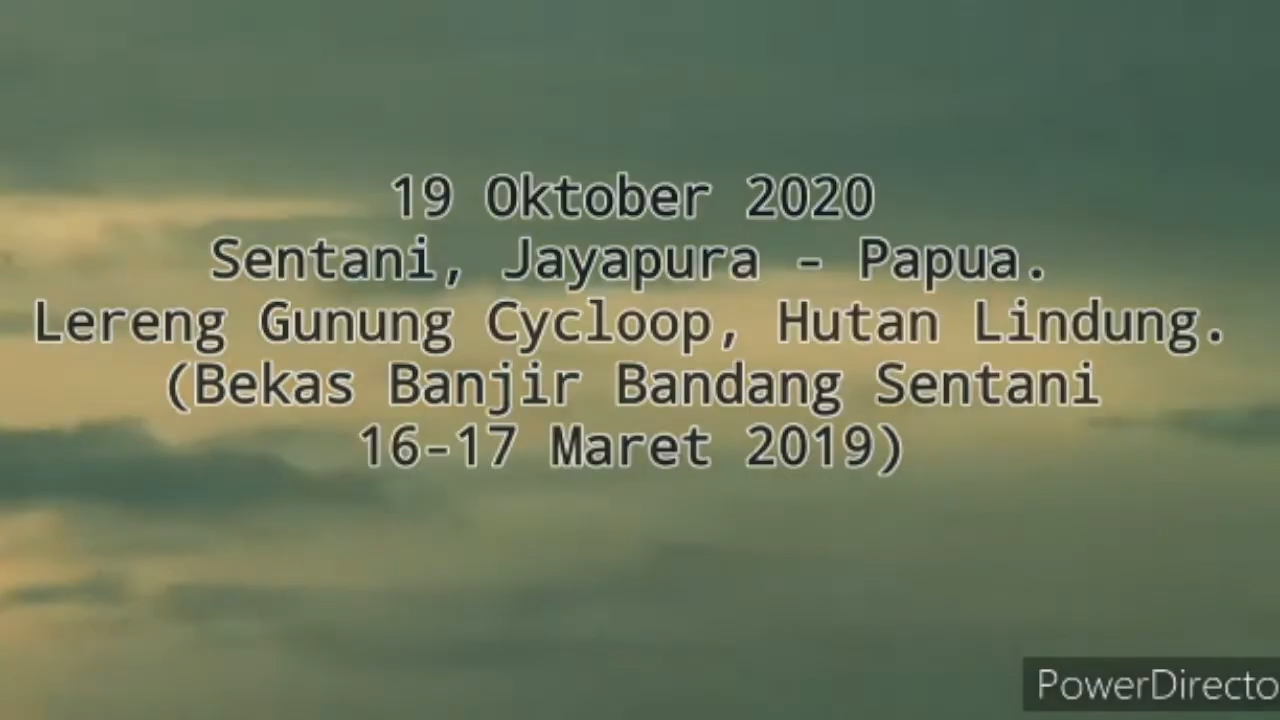 19 Oktober 2020
Sentani, Jayapura - Papua.
Lereng Gunung Cycloop, Hutan Lindung.
(Bekas Banjir Bandang Sentani
16-17 Maret 2019)
PowerDirecto